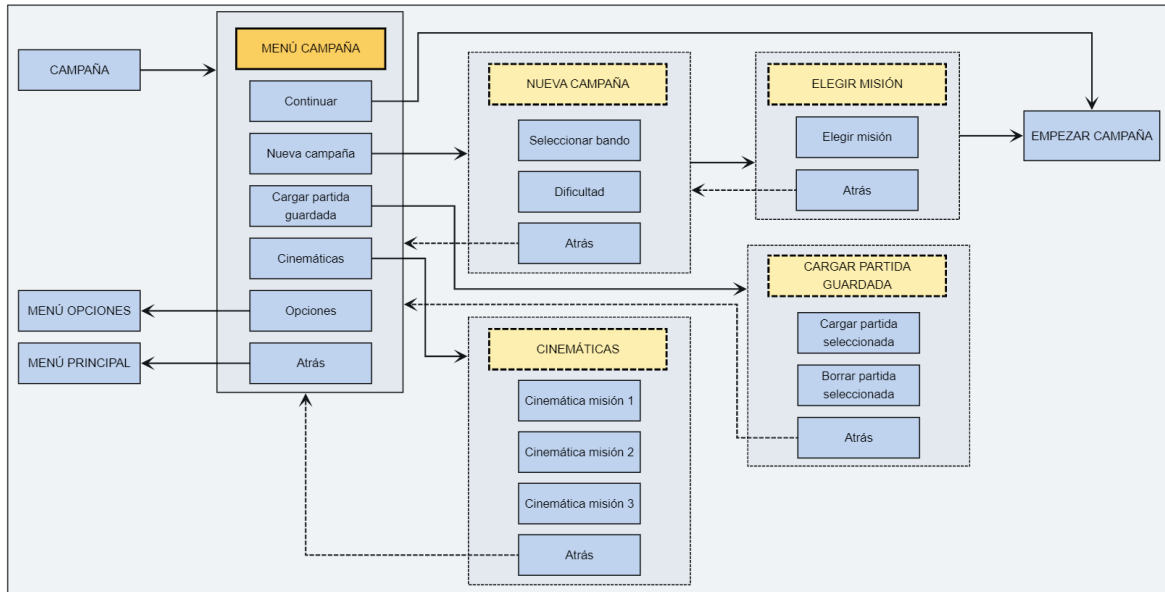 CAMPAÑA
MENÚ CAMPAÑA
Continuar
Nueva campaña
Cargar partida
guardada
Cinemáticas
Opciones
Atrás
MENÚ OPCIONES
MENÚ PRINCIPAL
NUEVA CAMPAÑA
Seleccionar bando
Dificultad
Atrás
ELEGIR MISIÓN
Elegir misión
Atrás
EMPEZAR CAMPAÑA
CARGAR PARTIDA
GUARDADA
Cargar partida
seleccionada
Borrar partida
seleccionada
Atrás
CINEMÁTICAS
Cinemática misión 1
Cinemática misión 2
Cinemática misión 3
Atrás